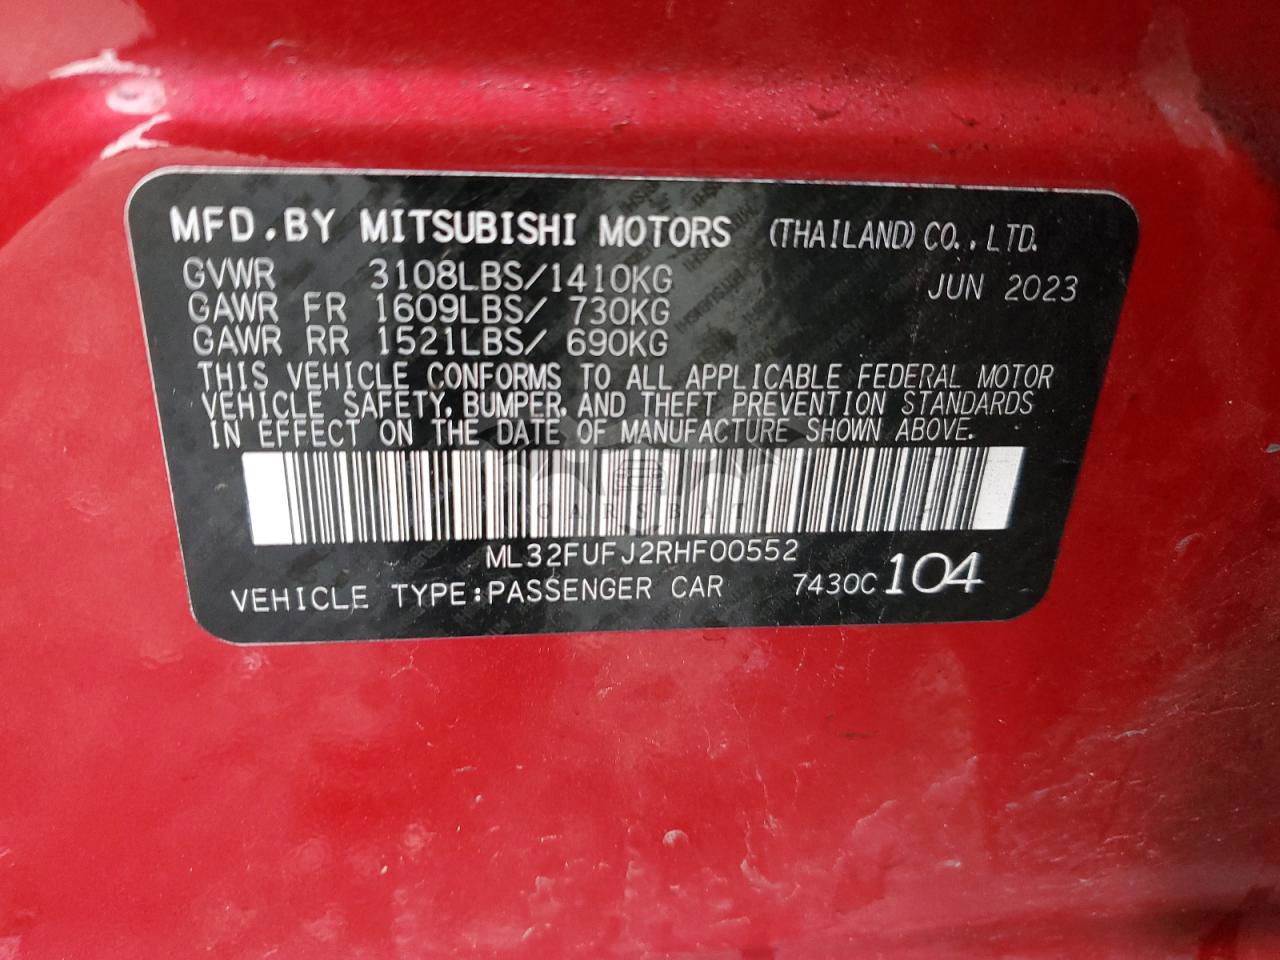 MFD.BY MITSUBISHI MOTORS (THAILAND) CO.,LTD.
GVWR 3108LBS/1410KG JUN 2023
GAWR FR 1609LBS/ 730KG
GAWR RR 1521LBS/ 690KG
THIS VEHICLE CONFORMS TO ALL APPLICABLE FEDERAL MOTOR
VEHICLE SAFETY, BUMPER, AND THEFT PREVENTION STANDARDS
IN EFFECT ON THE DATE OF MANUFACTURE SHOWN ABOVE.
CARSBAT
ML32FUFJ2RHF00552
VEHICLE TYPE:PASSENGER CAR 7430C 104